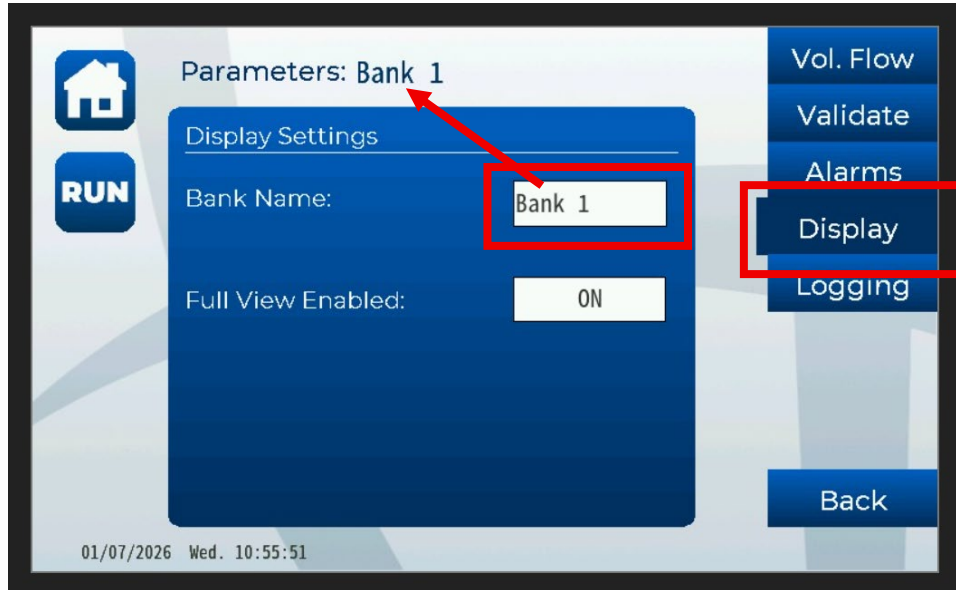 Parameters: Bank 1
Vol. Flow
Validate
Alarms
Display
Logging
Back
RUN
Display Settings
Bank Name: Bank 1
Full View Enabled: ON
01/07/2026 Wed. 10:55:51